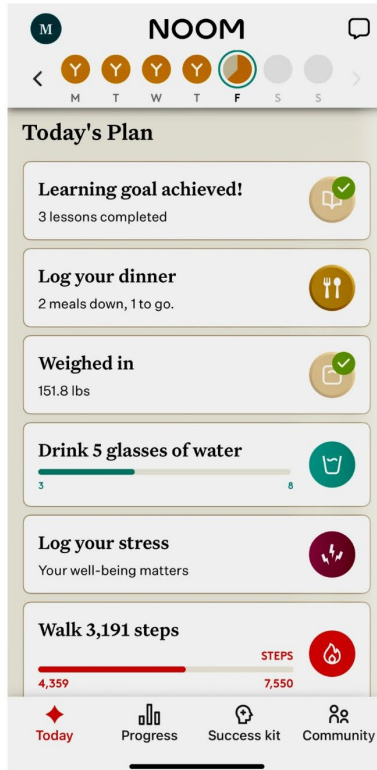 M
NOOM
M T W T F S S
Today's Plan
Learning goal achieved!
3 lessons completed
Log your dinner
2 meals down, 1 to go.
Weighed in
151.8 lbs
Drink 5 glasses of water
3 8
Log your stress
Your well-being matters
Walk 3,191 steps
STEPS
4,359 7,550
Today Progress Success kit Community